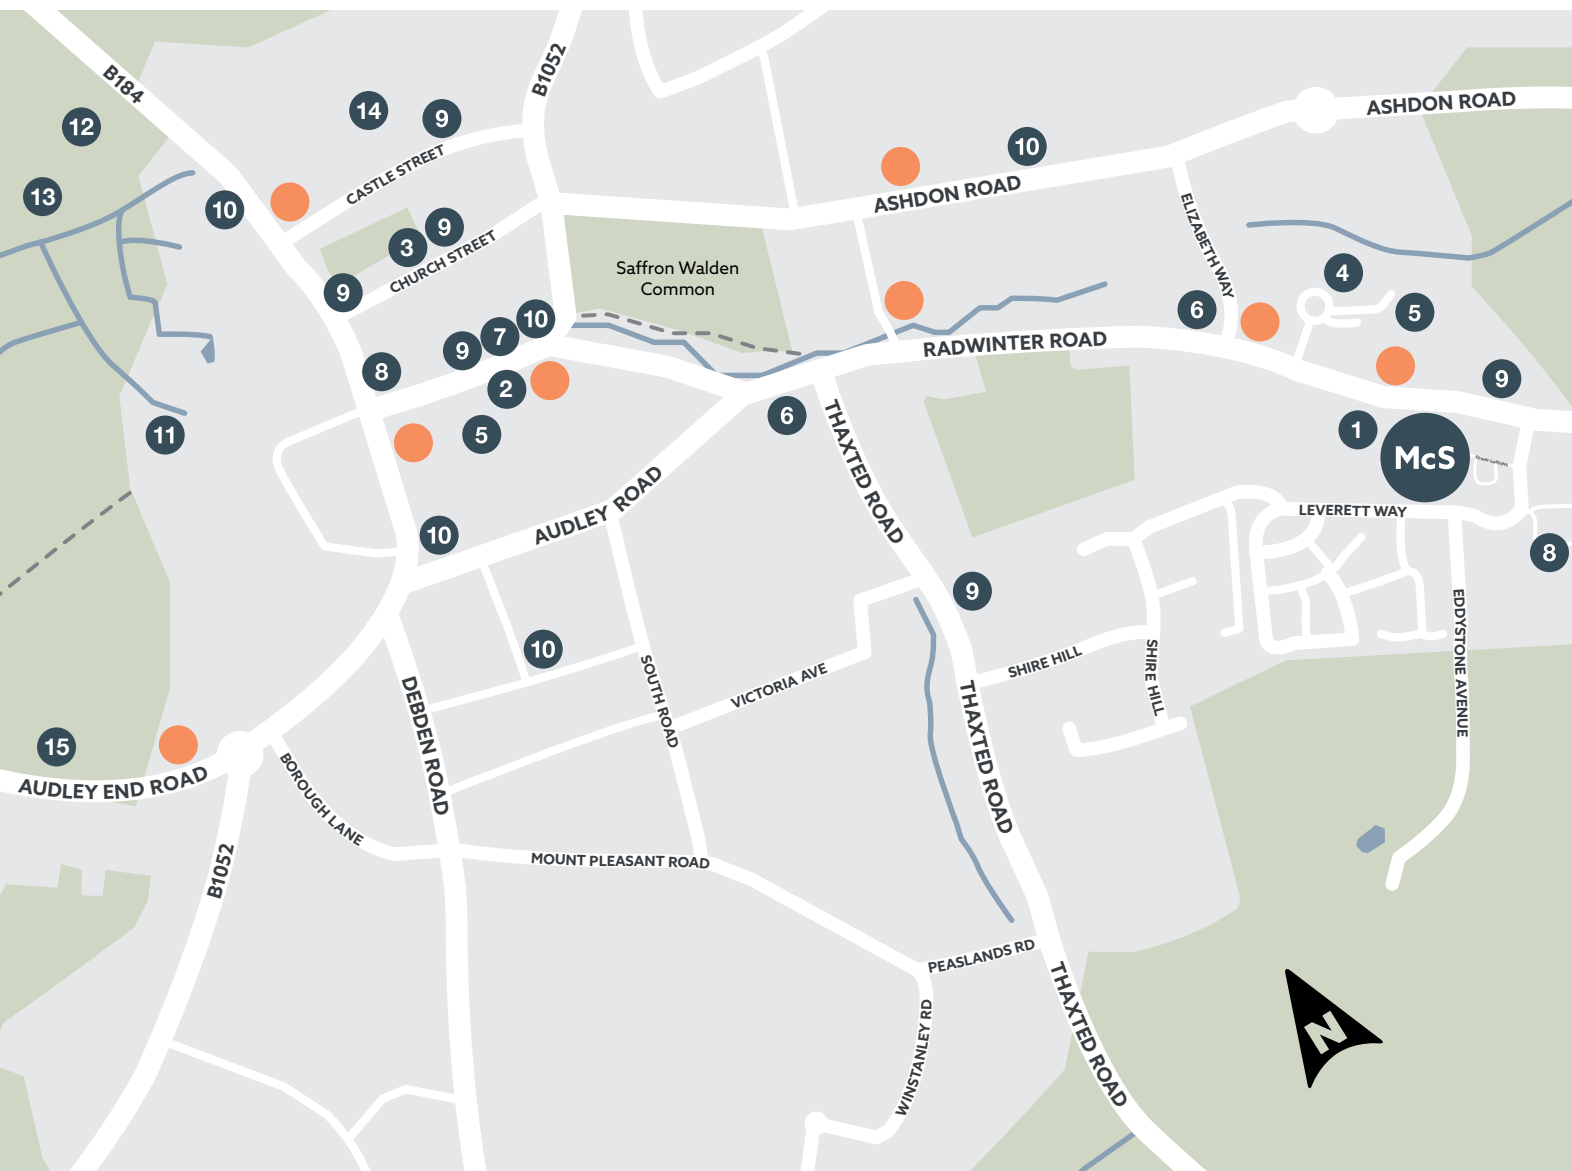 B184
B1052
ASHDON ROAD
14
9
12
10
CASTLE STREET
ASHDON ROAD
13
10
ELIZABETH WAY
9
3
CHURCH STREET
Saffron Walden
Common
4
9
6
5
10
7
9
RADWINTER ROAD
8
2
9
6
THAXTED ROAD
11
5
1
McS
AUDLEY ROAD
LEVERETT WAY
10
8
9
EDDYSTONE AVENUE
10
SOUTH ROAD
VICTORIA AVE
SHIRE HILL
SHIRE HILL
DEBDEN ROAD
THAXTED ROAD
15
AUDLEY END ROAD
BOROUGH LANE
B1052
MOUNT PLEASANT ROAD
PEASLANDS RD
THAXTED ROAD
WINSTANLEY RD
N